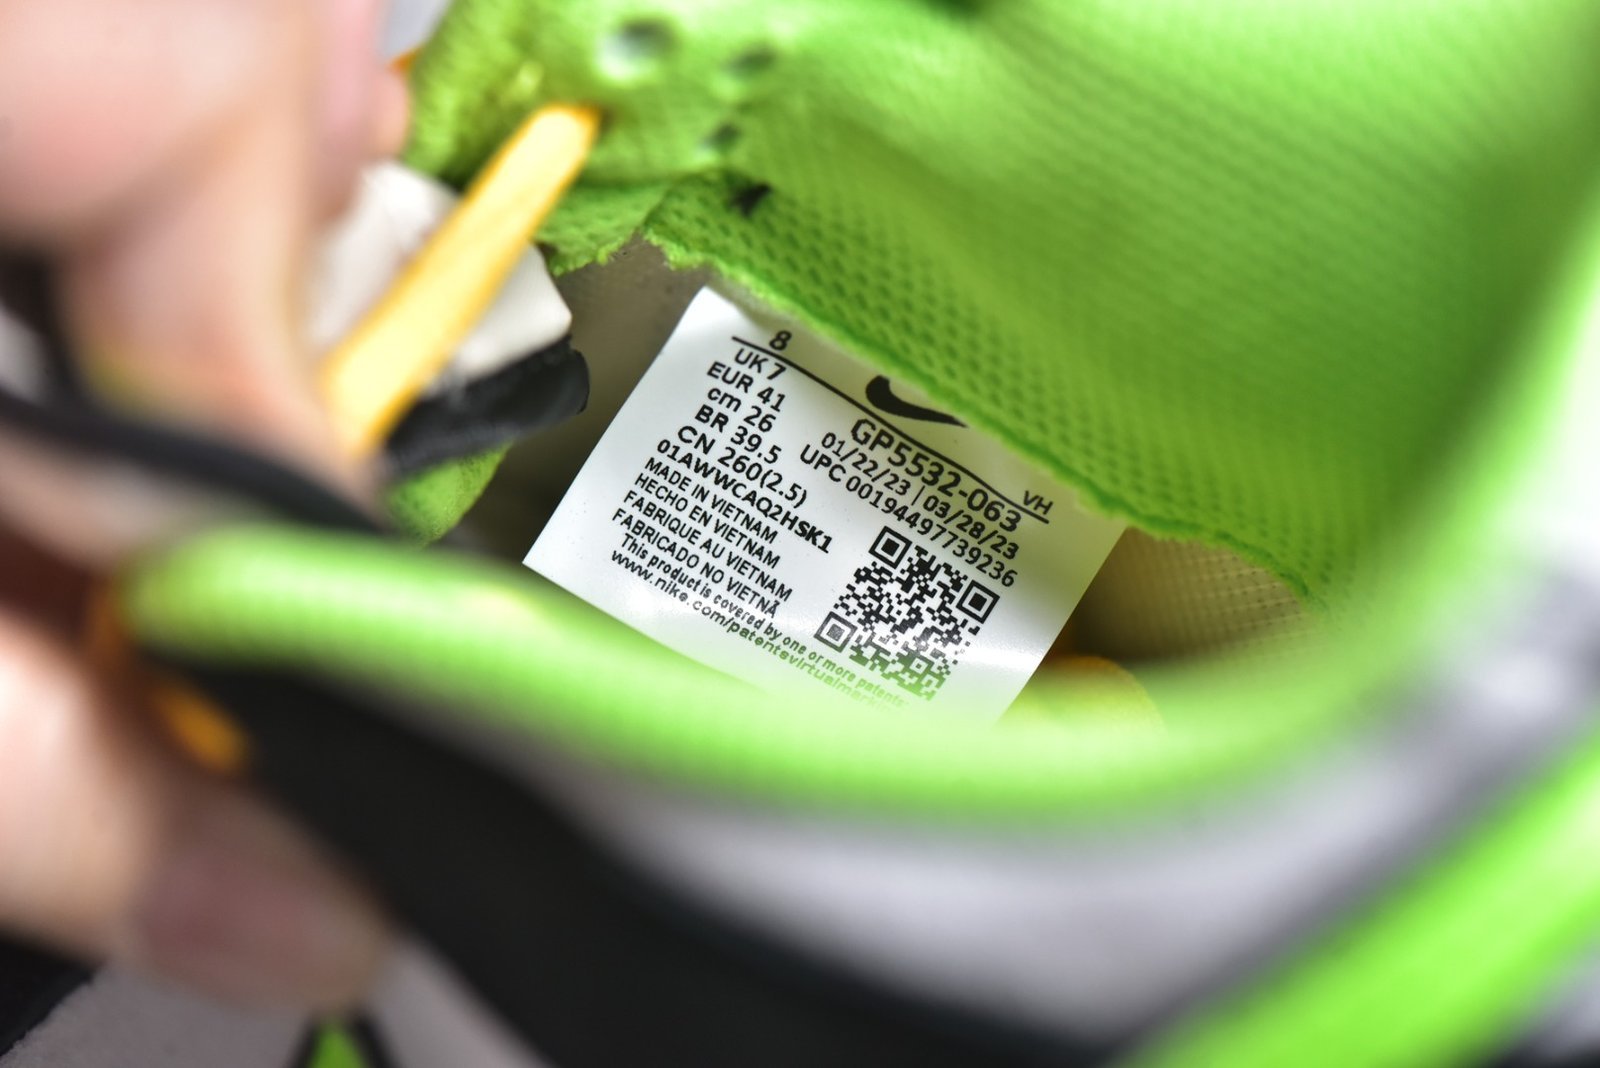 8
UK 7
EUR 41
cm 26
BR 39.5
CN 260(2.5)
01AWWCAQ2HSK1
MADE IN VIETNAM
HECHO EN VIETNAM
FABRIQUE AU VIETNAM
FABRICADO NO VIETNÃ
This product is covered by one or more patents.
www.nike.com/patentsvirtualmarki
VH
GP5532-063
01/22/23 | 03/28/23
UPC 00194497739236